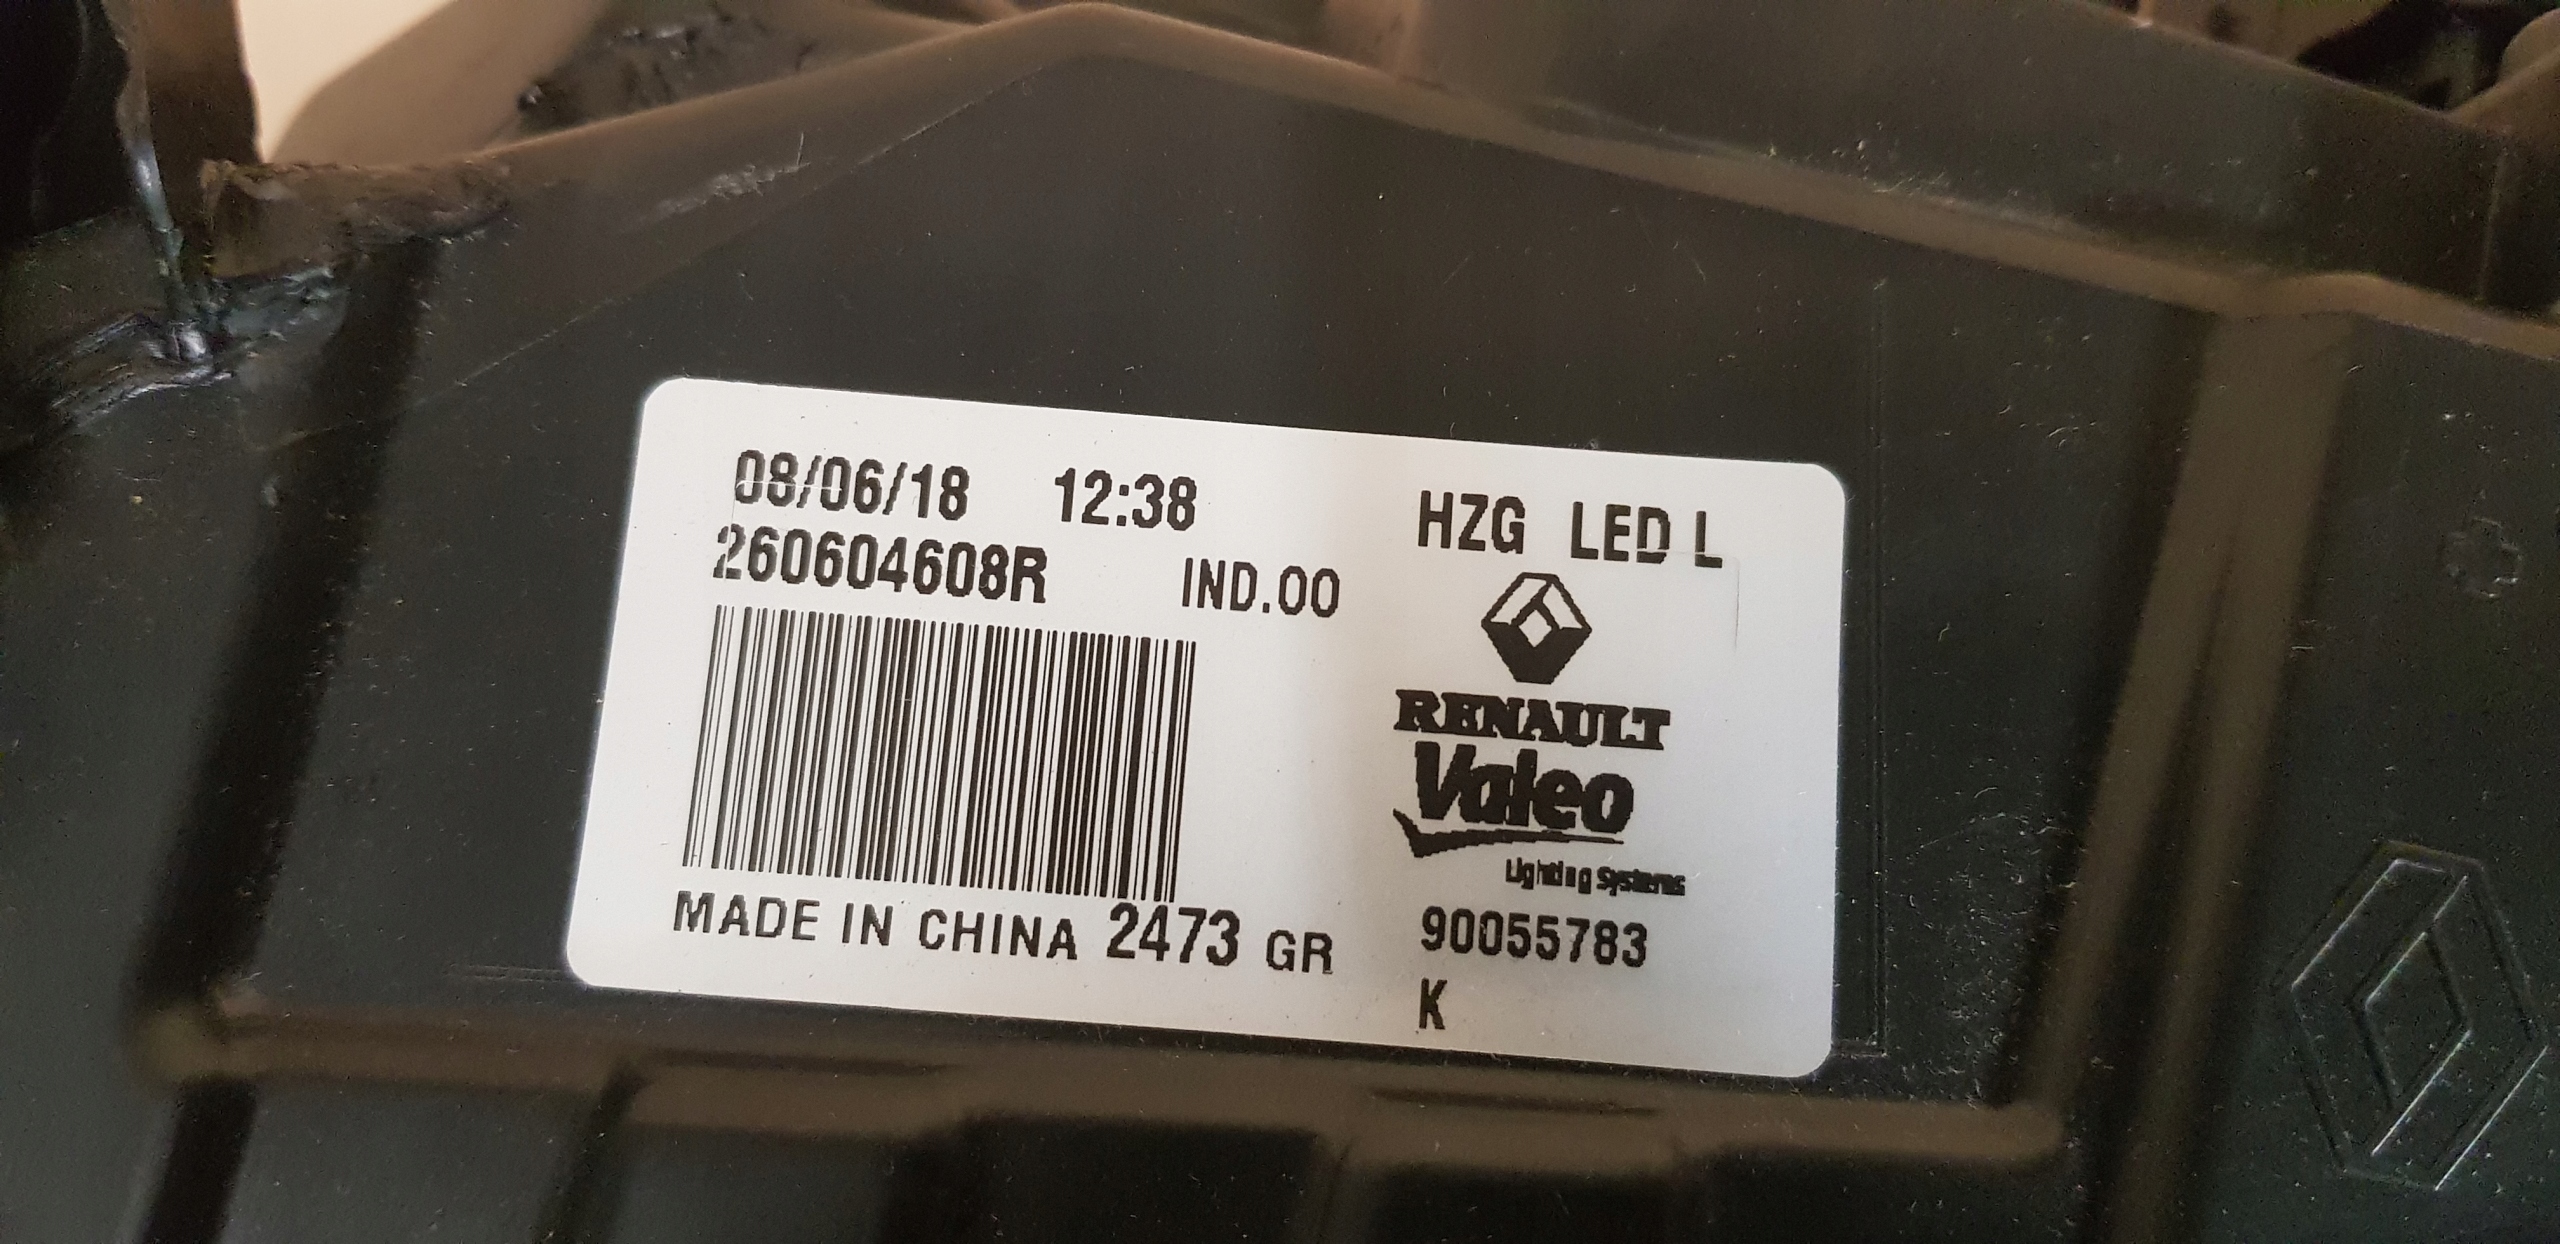 08/06/18 12:38 HZG LED L
260604608R IND.00
RENAULT
Valeo
Lighting Systems
MADE IN CHINA 2473 GR
90055783
K